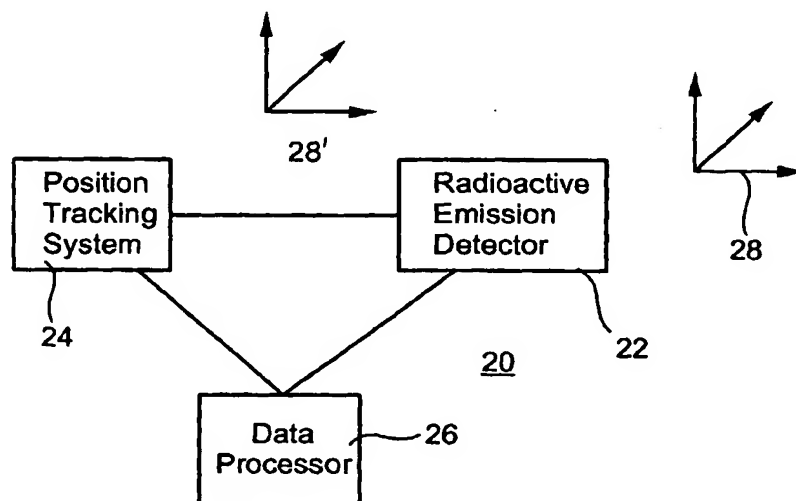 28'
Position
Tracking
System
24
Radioactive
Emission
Detector
22
28
20
Data
Processor
26